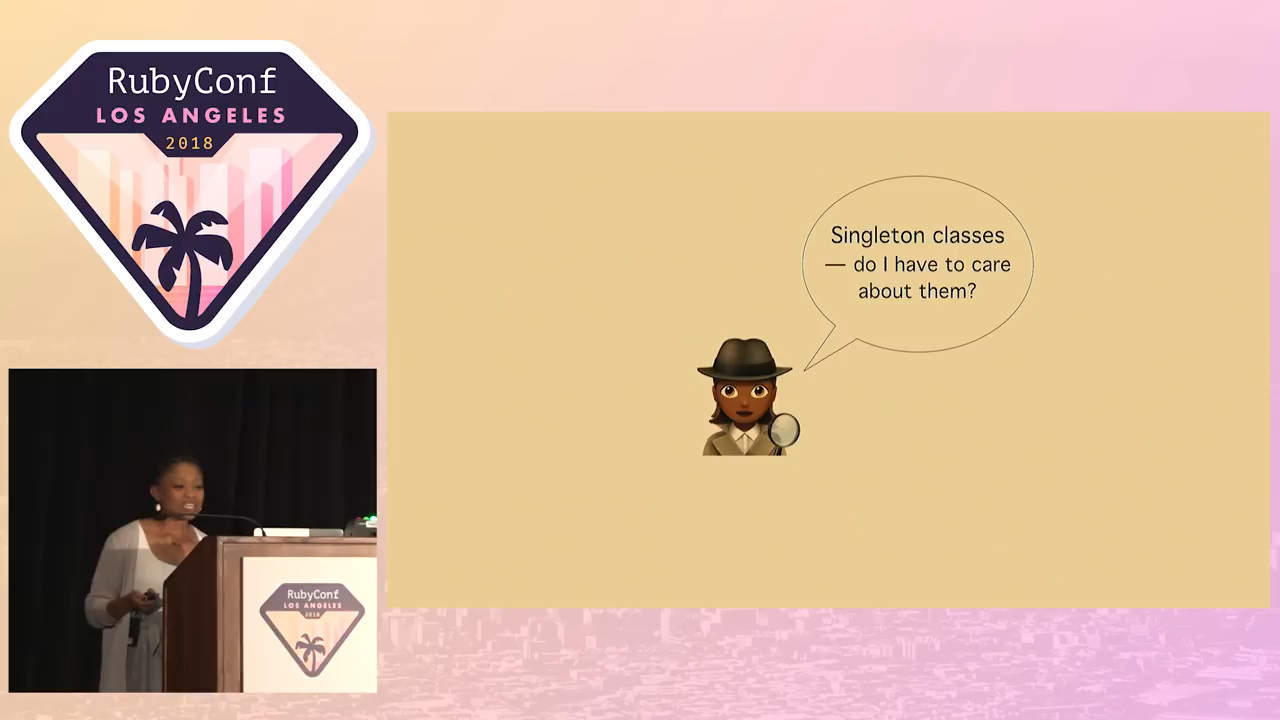 RubyConf
LOS ANGELES
2018
Singleton classes
— do I have to care
about them?
RubyConf
LOS ANGELES
2018